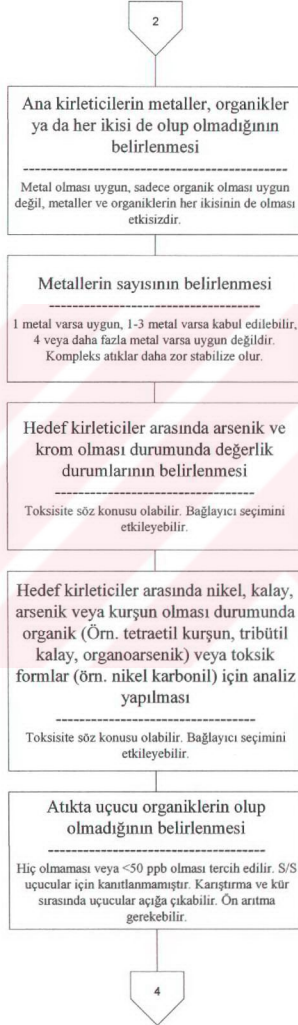 2
Ana kirleticilerin metaller, organikler
ya da her ikisi de olup olmadığının
belirlenmesi
Metal olması uygun, sadece organik olması uygun
değil, metaller ve organiklerin her ikisinin de olması
etkisizdir.
Metallerin sayısının belirlenmesi
1 metal varsa uygun, 1-3 metal varsa kabul edilebilir,
4 veya daha fazla metal varsa uygun değildir.
Kompleks atıklar daha zor stabilize olur.
Hedef kirleticiler arasında arsenik ve
krom olması durumunda değerlik
durumlarının belirlenmesi
Toksisite söz konusu olabilir. Bağlayıcı seçimini
etkileyebilir.
Hedef kirleticiler arasında nikel, kalay,
arsenik veya kurşun olması durumunda
organik (Örn. tetraetil kurşun, tribütil
kalay, organoarsenik) veya toksik
formlar (örn. nikel karbonil) için analiz
yapılması
Toksisite söz konusu olabilir. Bağlayıcı seçimini
etkileyebilir.
Atıkta uçucu organiklerin olup
olmadığının belirlenmesi
Hiç olmaması veya <50 ppb olması tercih edilir. S/S
uçucular için kanıtlanmamıştır. Karıştırma ve kür
sırasında uçucular açığa çıkabilir. Ön arıtma
gerekebilir.
4